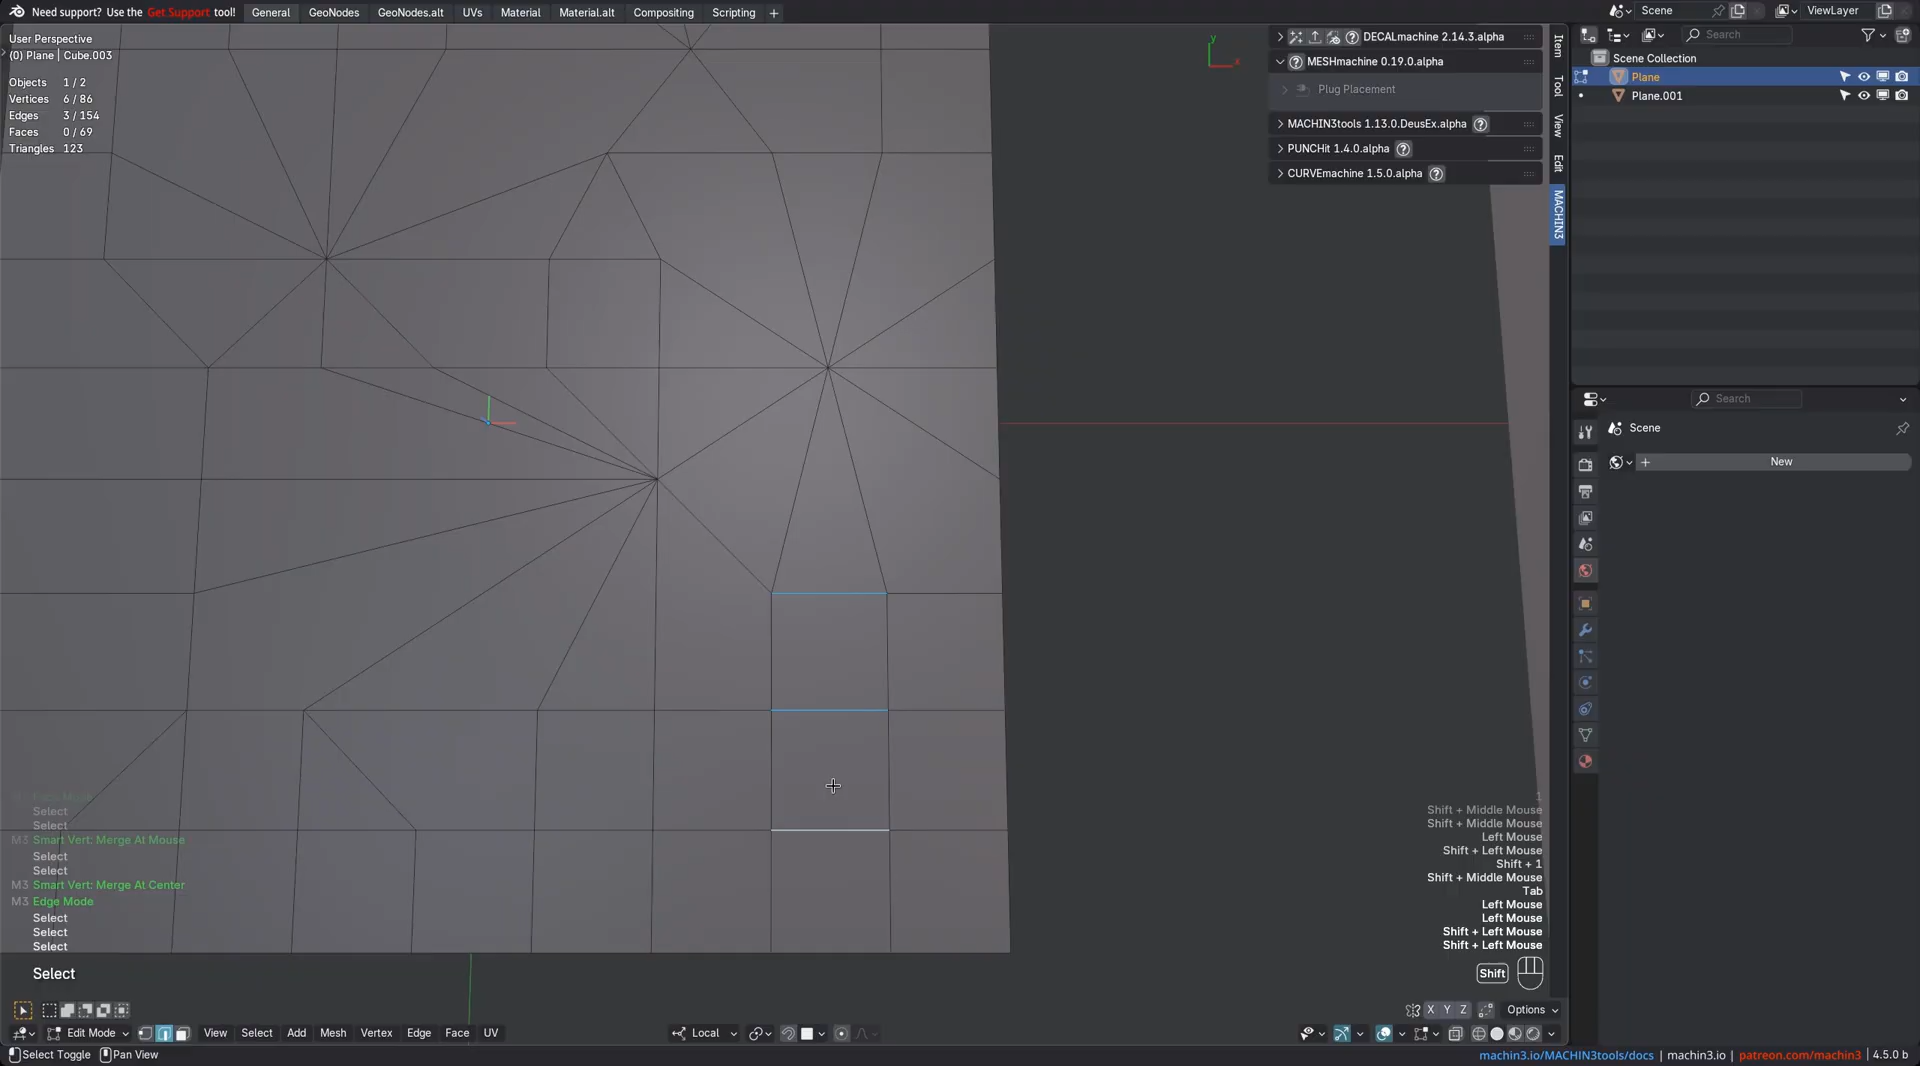 Need support? Use the Get Support tool!
General
GeoNodes
GeoNodes.alt
UVs
Material
Material.alt
Compositing
Scripting
+
Scene
ViewLayer
User Perspective
(0) Plane | Cube.003
Objects 1 / 2
Vertices 6 / 86
Edges 3 / 154
Faces 0 / 69
Triangles 123
y
x
DECALmachine 2.14.3.alpha
MESHmachine 0.19.0.alpha
Plug Placement
MACHIN3tools 1.13.0.DeusEx.alpha
PUNCHit 1.4.0.alpha
CURVEmachine 1.5.0.alpha
Item
Tool
View
Edit
MACHIN3
Search
Scene Collection
Plane
Plane.001
Search
Scene
New
Select
Select
M3 Smart Vert: Merge At Mouse
Select
Select
M3 Smart Vert: Merge At Center
M3 Edge Mode
Select
Select
Select
Select
1
Shift + Middle Mouse
Shift + Middle Mouse
Left Mouse
Shift + Left Mouse
Shift + 1
Shift + Middle Mouse
Tab
Left Mouse
Left Mouse
Shift + Left Mouse
Shift + Left Mouse
Shift
X Y Z
Options
Edit Mode
View
Select
Add
Mesh
Vertex
Edge
Face
UV
Local
Select Toggle
Pan View
machin3.io/MACHIN3tools/docs | machin3.io | patreon.com/machin3 | 4.5.0 b